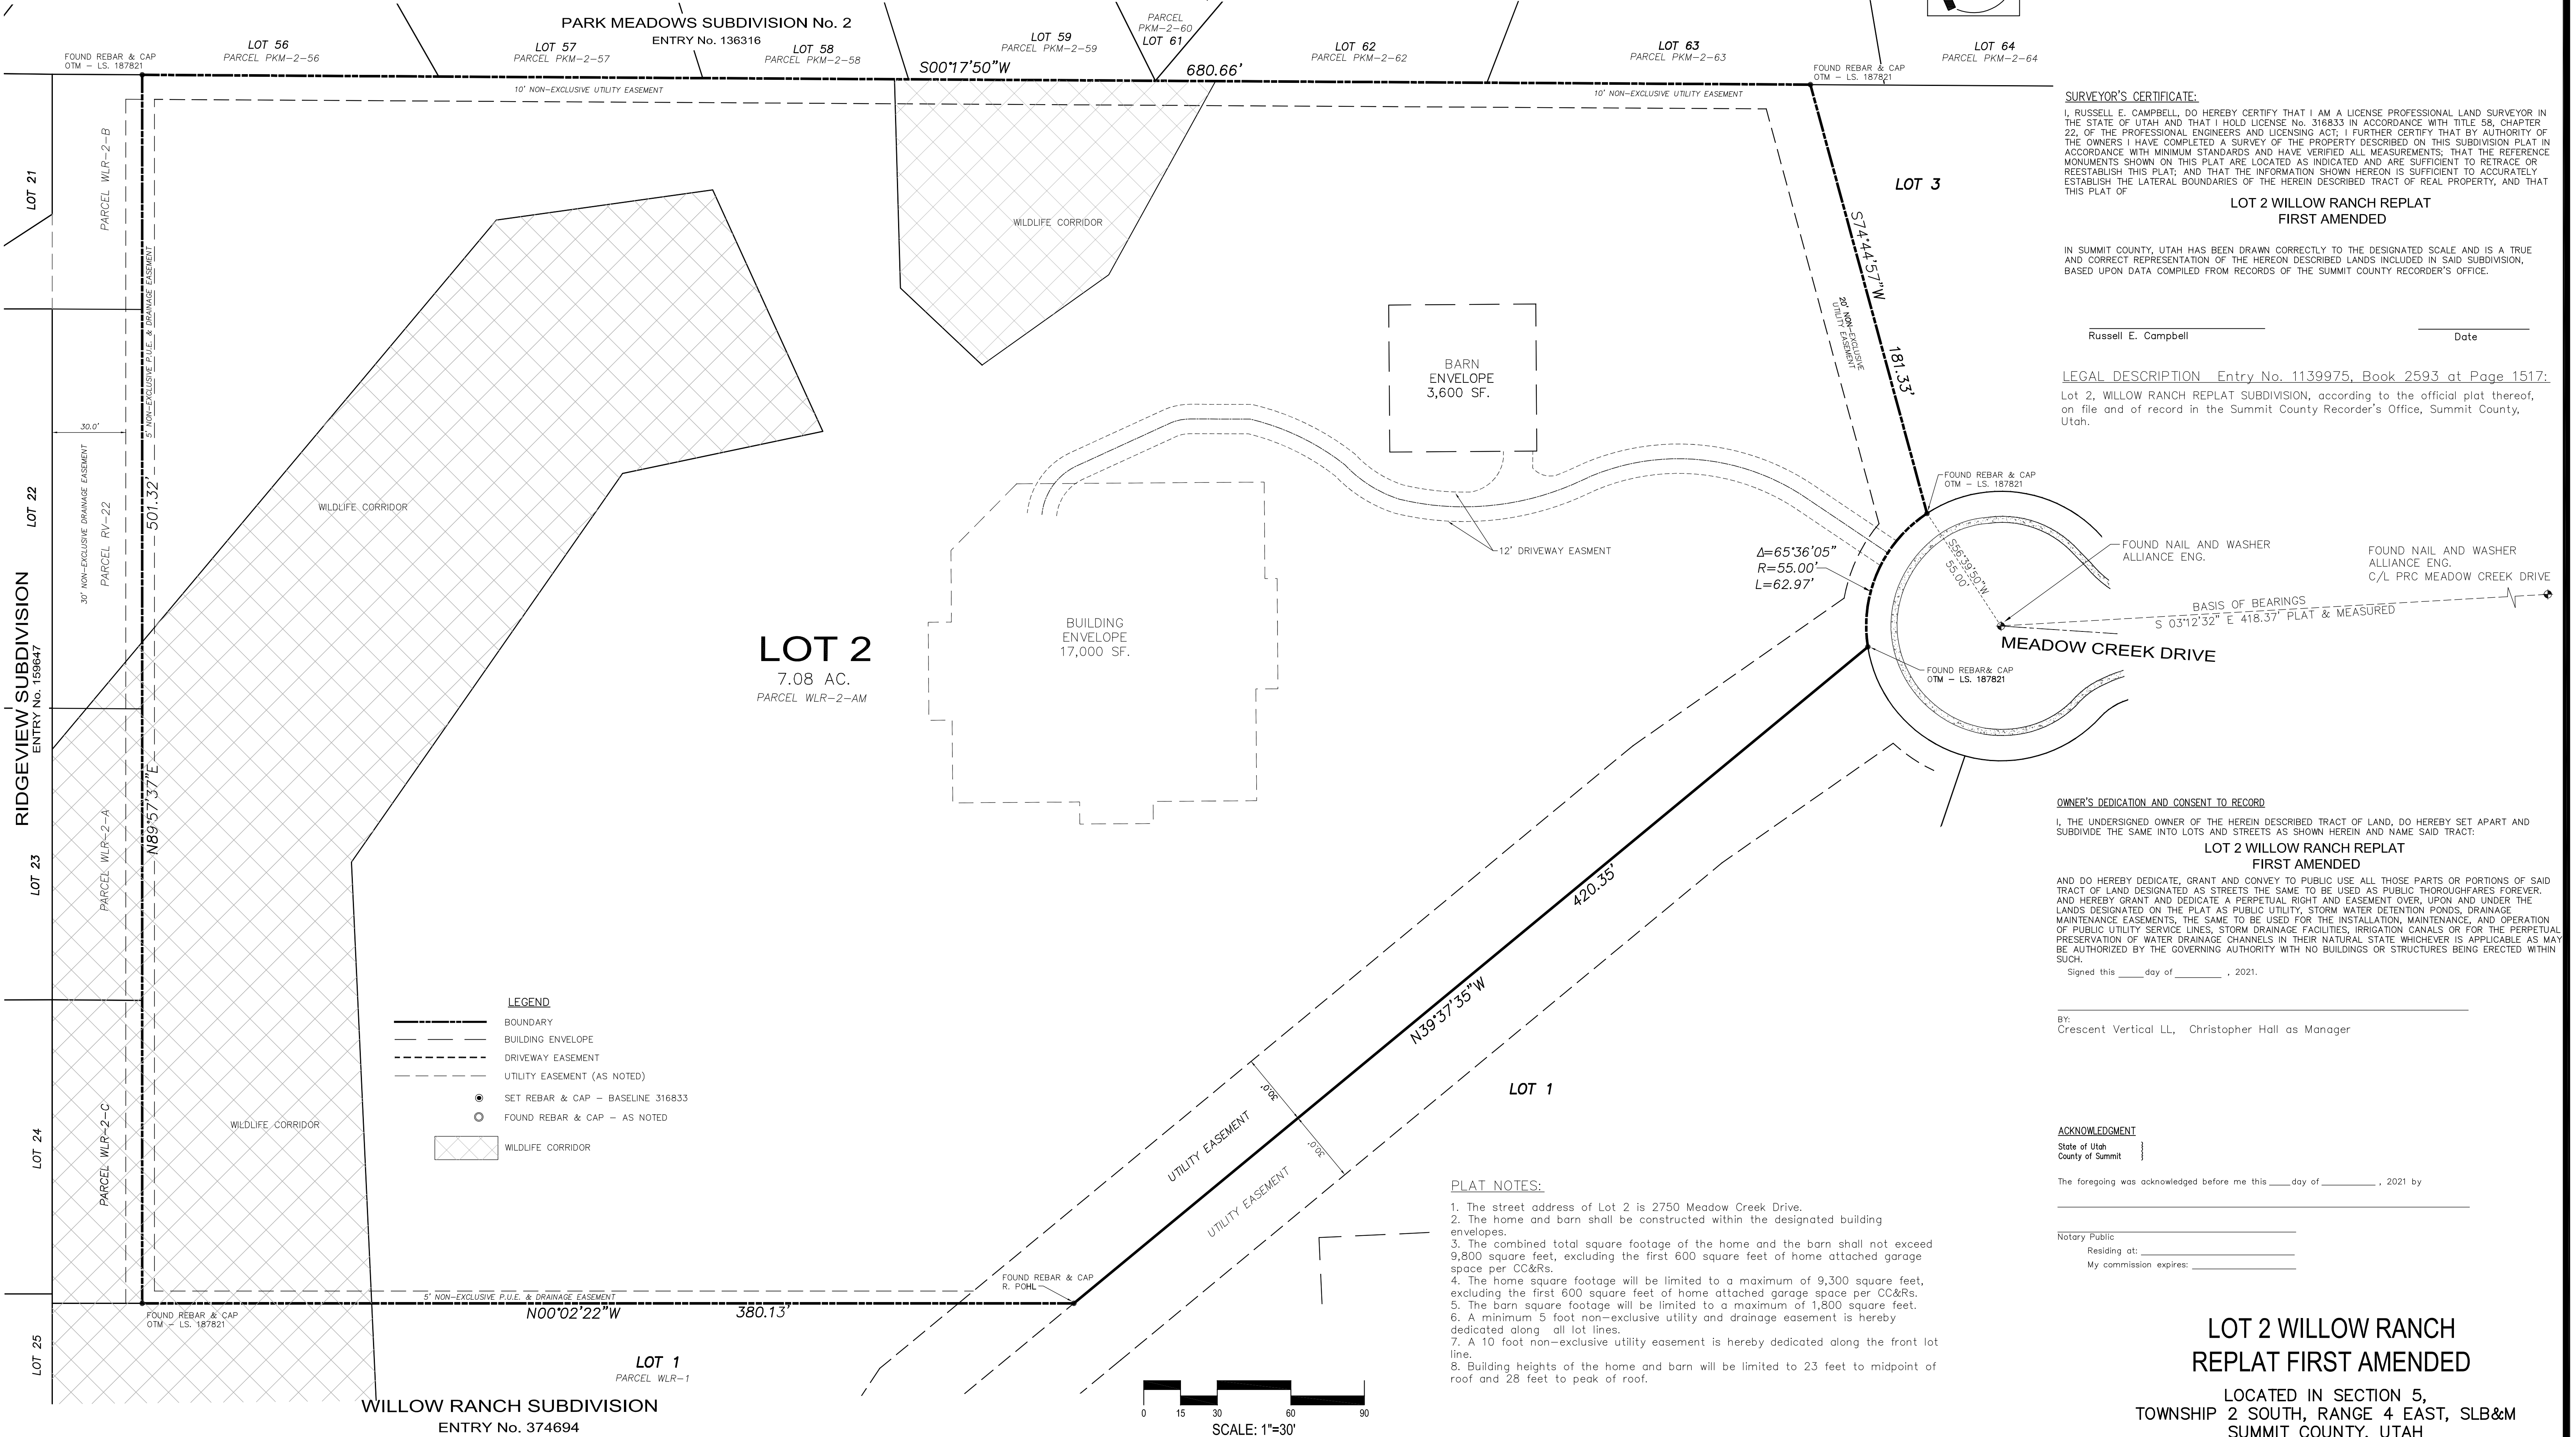 PARK MEADOWS SUBDIVISION No. 2
ENTRY No. 136316
FOUND REBAR & CAP
OTM – LS. 187821
LOT 56
PARCEL PKM–2–56
LOT 57
PARCEL PKM–2–57
LOT 58
PARCEL PKM–2–58
LOT 59
PARCEL PKM–2–59
PARCEL
PKM–2–60
LOT 61
LOT 62
PARCEL PKM–2–62
LOT 63
PARCEL PKM–2–63
LOT 64
PARCEL PKM–2–64
FOUND REBAR & CAP
OTM – LS. 187821
S00°17'50"W
680.66'
10' NON–EXCLUSIVE UTILITY EASEMENT
10' NON–EXCLUSIVE UTILITY EASEMENT
LOT 21
PARCEL WLR–2–B
5' NON–EXCLUSIVE P.U.E. & DRAINAGE EASEMENT
30.0'
30' NON–EXCLUSIVE DRAINAGE EASEMENT
LOT 22
PARCEL RV–22
501.32'
RIDGEVIEW SUBDIVISION
ENTRY No. 159647
N89°57'37"E
LOT 23
PARCEL WLR–2–A
LOT 24
PARCEL WLR–2–C
LOT 25
WILDLIFE CORRIDOR
WILDLIFE CORRIDOR
WILDLIFE CORRIDOR
LOT 3
S74°44'57"W
181.33'
20' NON–EXCLUSIVE
UTILITY EASEMENT
BARN
ENVELOPE
3,600 SF.
12' DRIVEWAY EASMENT
BUILDING
ENVELOPE
17,000 SF.
LOT 2
7.08 AC.
PARCEL WLR–2–AM
Δ=65°36'05"
R=55.00'
L=62.97'
FOUND REBAR & CAP
OTM – LS. 187821
S56°39'50"W
55.00'
FOUND NAIL AND WASHER
ALLIANCE ENG.
FOUND NAIL AND WASHER
ALLIANCE ENG.
C/L PRC MEADOW CREEK DRIVE
BASIS OF BEARINGS
S 03°12'32" E 418.37' PLAT & MEASURED
MEADOW CREEK DRIVE
FOUND REBAR& CAP
OTM – LS. 187821
420.35'
N39°37'35"W
30.0'
30.0'
UTILITY EASEMENT
UTILITY EASEMENT
LOT 1
LEGEND
BOUNDARY
BUILDING ENVELOPE
DRIVEWAY EASEMENT
UTILITY EASEMENT (AS NOTED)
SET REBAR & CAP – BASELINE 316833
FOUND REBAR & CAP – AS NOTED
WILDLIFE CORRIDOR
FOUND REBAR & CAP
R. POHL
5' NON–EXCLUSIVE P.U.E. & DRAINAGE EASEMENT
N00°02'22"W
380.13'
FOUND REBAR & CAP
OTM – LS. 187821
LOT 1
PARCEL WLR–1
WILLOW RANCH SUBDIVISION
ENTRY No. 374694
0 15 30 60 90
SCALE: 1"=30'
PLAT NOTES:
1. The street address of Lot 2 is 2750 Meadow Creek Drive.
2. The home and barn shall be constructed within the designated building
envelopes.
3. The combined total square footage of the home and the barn shall not exceed
9,800 square feet, excluding the first 600 square feet of home attached garage
space per CC&Rs.
4. The home square footage will be limited to a maximum of 9,300 square feet,
excluding the first 600 square feet of home attached garage space per CC&Rs.
5. The barn square footage will be limited to a maximum of 1,800 square feet.
6. A minimum 5 foot non–exclusive utility and drainage easement is hereby
dedicated along all lot lines.
7. A 10 foot non–exclusive utility easement is hereby dedicated along the front lot
line.
8. Building heights of the home and barn will be limited to 23 feet to midpoint of
roof and 28 feet to peak of roof.
SURVEYOR'S CERTIFICATE:
I, RUSSELL E. CAMPBELL, DO HEREBY CERTIFY THAT I AM A LICENSE PROFESSIONAL LAND SURVEYOR IN
THE STATE OF UTAH AND THAT I HOLD LICENSE No. 316833 IN ACCORDANCE WITH TITLE 58, CHAPTER
22, OF THE PROFESSIONAL ENGINEERS AND LICENSING ACT; I FURTHER CERTIFY THAT BY AUTHORITY OF
THE OWNERS I HAVE COMPLETED A SURVEY OF THE PROPERTY DESCRIBED ON THIS SUBDIVISION PLAT IN
ACCORDANCE WITH MINIMUM STANDARDS AND HAVE VERIFIED ALL MEASUREMENTS; THAT THE REFERENCE
MONUMENTS SHOWN ON THIS PLAT ARE LOCATED AS INDICATED AND ARE SUFFICIENT TO RETRACE OR
REESTABLISH THIS PLAT; AND THAT THE INFORMATION SHOWN HEREON IS SUFFICIENT TO ACCURATELY
ESTABLISH THE LATERAL BOUNDARIES OF THE HEREIN DESCRIBED TRACT OF REAL PROPERTY, AND THAT
THIS PLAT OF
LOT 2 WILLOW RANCH REPLAT
FIRST AMENDED
IN SUMMIT COUNTY, UTAH HAS BEEN DRAWN CORRECTLY TO THE DESIGNATED SCALE AND IS A TRUE
AND CORRECT REPRESENTATION OF THE HEREON DESCRIBED LANDS INCLUDED IN SAID SUBDIVISION,
BASED UPON DATA COMPILED FROM RECORDS OF THE SUMMIT COUNTY RECORDER'S OFFICE.
Russell E. Campbell
Date
LEGAL DESCRIPTION Entry No. 1139975, Book 2593 at Page 1517:
Lot 2, WILLOW RANCH REPLAT SUBDIVISION, according to the official plat thereof,
on file and of record in the Summit County Recorder's Office, Summit County,
Utah.
OWNER'S DEDICATION AND CONSENT TO RECORD
I, THE UNDERSIGNED OWNER OF THE HEREIN DESCRIBED TRACT OF LAND, DO HEREBY SET APART AND
SUBDIVIDE THE SAME INTO LOTS AND STREETS AS SHOWN HEREIN AND NAME SAID TRACT:
LOT 2 WILLOW RANCH REPLAT
FIRST AMENDED
AND DO HEREBY DEDICATE, GRANT AND CONVEY TO PUBLIC USE ALL THOSE PARTS OR PORTIONS OF SAID
TRACT OF LAND DESIGNATED AS STREETS THE SAME TO BE USED AS PUBLIC THOROUGHFARES FOREVER.
AND HEREBY GRANT AND DEDICATE A PERPETUAL RIGHT AND EASEMENT OVER, UPON AND UNDER THE
LANDS DESIGNATED ON THE PLAT AS PUBLIC UTILITY, STORM WATER DETENTION PONDS, DRAINAGE
MAINTENANCE EASEMENTS, THE SAME TO BE USED FOR THE INSTALLATION, MAINTENANCE, AND OPERATION
OF PUBLIC UTILITY SERVICE LINES, STORM DRAINAGE FACILITIES, IRRIGATION CANALS OR FOR THE PERPETUAL
PRESERVATION OF WATER DRAINAGE CHANNELS IN THEIR NATURAL STATE WHICHEVER IS APPLICABLE AS MAY
BE AUTHORIZED BY THE GOVERNING AUTHORITY WITH NO BUILDINGS OR STRUCTURES BEING ERECTED WITHIN
SUCH.
Signed this ____ day of ________ , 2021.
BY:
Crescent Vertical LL, Christopher Hall as Manager
ACKNOWLEDGMENT
State of Utah
County of Summit
The foregoing was acknowledged before me this ____ day of __________ , 2021 by
Notary Public
Residing at:
My commission expires:
LOT 2 WILLOW RANCH
REPLAT FIRST AMENDED
LOCATED IN SECTION 5,
TOWNSHIP 2 SOUTH, RANGE 4 EAST, SLB&M
SUMMIT COUNTY, UTAH